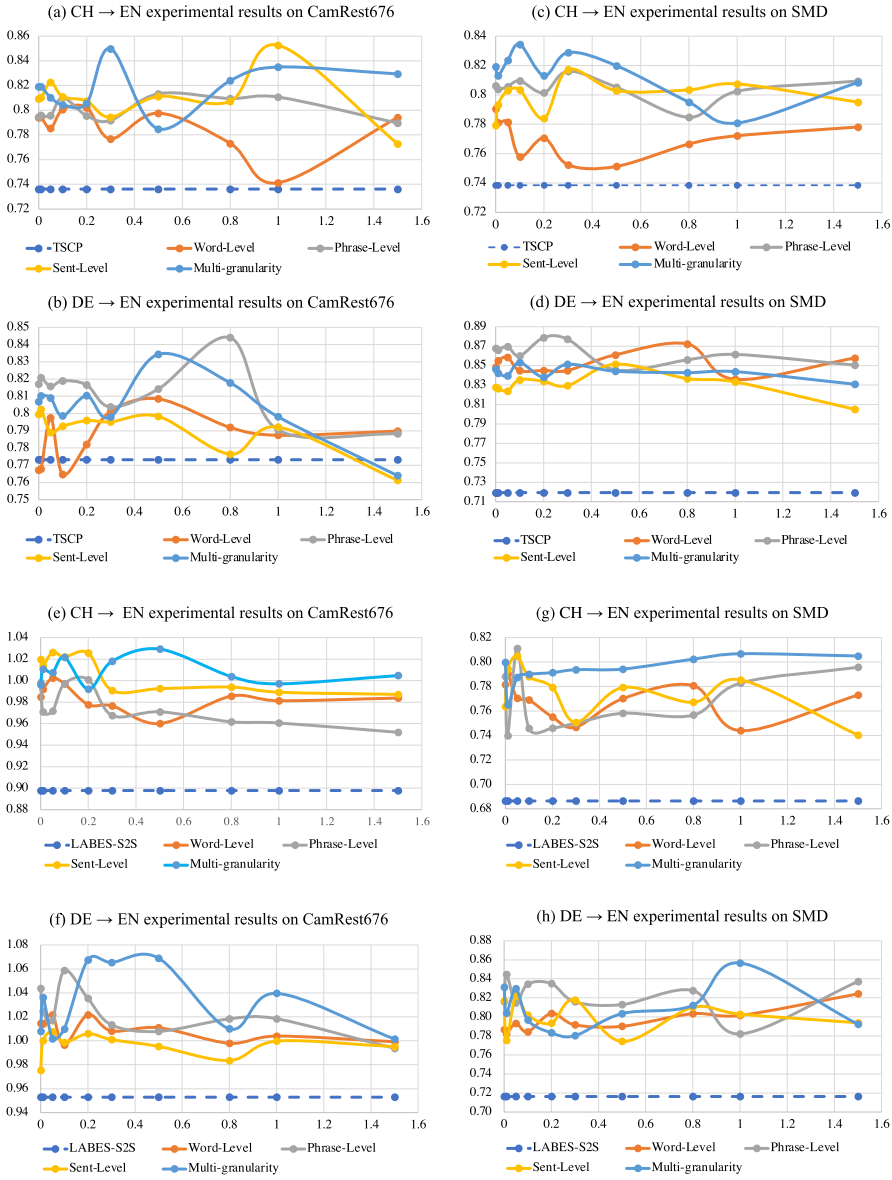 (a) CH → EN experimental results on CamRest676
0.86
0.84
0.82
0.8
0.78
0.76
0.74
0.72
0 0.2 0.4 0.6 0.8 1 1.2 1.4 1.6
TSCP Word-Level Phrase-Level
Sent-Level Multi-granularity
(c) CH → EN experimental results on SMD
0.84
0.82
0.8
0.78
0.76
0.74
0.72
0 0.2 0.4 0.6 0.8 1 1.2 1.4 1.6
TSCP Word-Level Phrase-Level
Sent-Level Multi-granularity
(b) DE → EN experimental results on CamRest676
0.85
0.84
0.83
0.82
0.81
0.8
0.79
0.78
0.77
0.76
0.75
0 0.2 0.4 0.6 0.8 1 1.2 1.4 1.6
TSCP Word-Level Phrase-Level
Sent-Level Multi-granularity
(d) DE → EN experimental results on SMD
0.89
0.87
0.85
0.83
0.81
0.79
0.77
0.75
0.73
0.71
0 0.2 0.4 0.6 0.8 1 1.2 1.4 1.6
TSCP Word-Level Phrase-Level
Sent-Level Multi-granularity
(e) CH → EN experimental results on CamRest676
1.04
1.02
1.00
0.98
0.96
0.94
0.92
0.90
0.88
0 0.2 0.4 0.6 0.8 1 1.2 1.4 1.6
LABES-S2S Word-Level Phrase-Level
Sent-Level Multi-granularity
(g) CH → EN experimental results on SMD
0.82
0.80
0.78
0.76
0.74
0.72
0.70
0.68
0 0.2 0.4 0.6 0.8 1 1.2 1.4 1.6
LABES-S2S Word-Level Phrase-Level
Sent-Level Multi-granularity
(f) DE → EN experimental results on CamRest676
1.08
1.06
1.04
1.02
1.00
0.98
0.96
0.94
0 0.2 0.4 0.6 0.8 1 1.2 1.4 1.6
LABES-S2S Word-Level Phrase-Level
Sent-Level Multi-granularity
(h) DE → EN experimental results on SMD
0.88
0.86
0.84
0.82
0.80
0.78
0.76
0.74
0.72
0.70
0 0.2 0.4 0.6 0.8 1 1.2 1.4 1.6
LABES-S2S Word-Level Phrase-Level
Sent-Level Multi-granularity